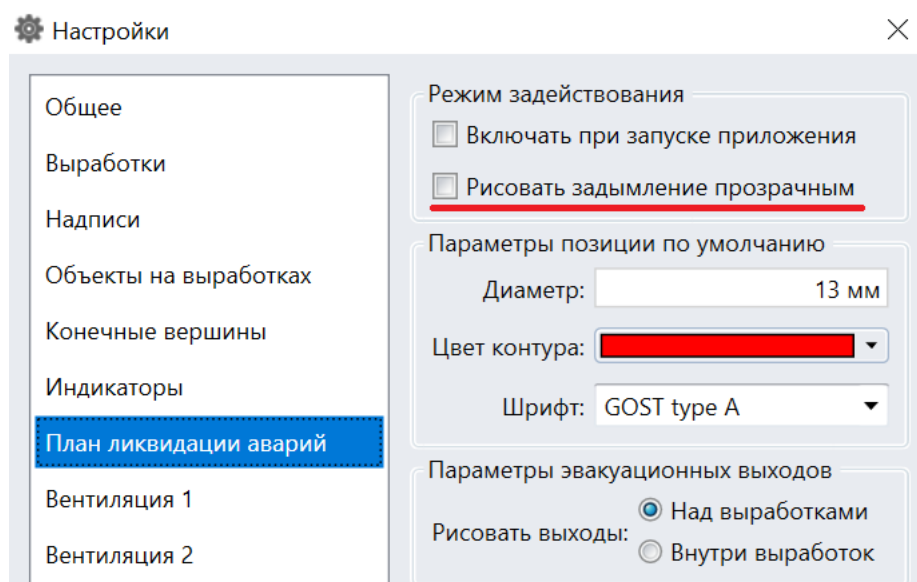 Настройки
Общее
Выработки
Надписи
Объекты на выработках
Конечные вершины
Индикаторы
План ликвидации аварий
Вентиляция 1
Вентиляция 2
Режим задействования
Включать при запуске приложения
Рисовать задымление прозрачным
Параметры позиции по умолчанию
Диаметр: 13 мм
Цвет контура:
Шрифт: GOST type A
Параметры эвакуационных выходов
Рисовать выходы:
Над выработками
Внутри выработок